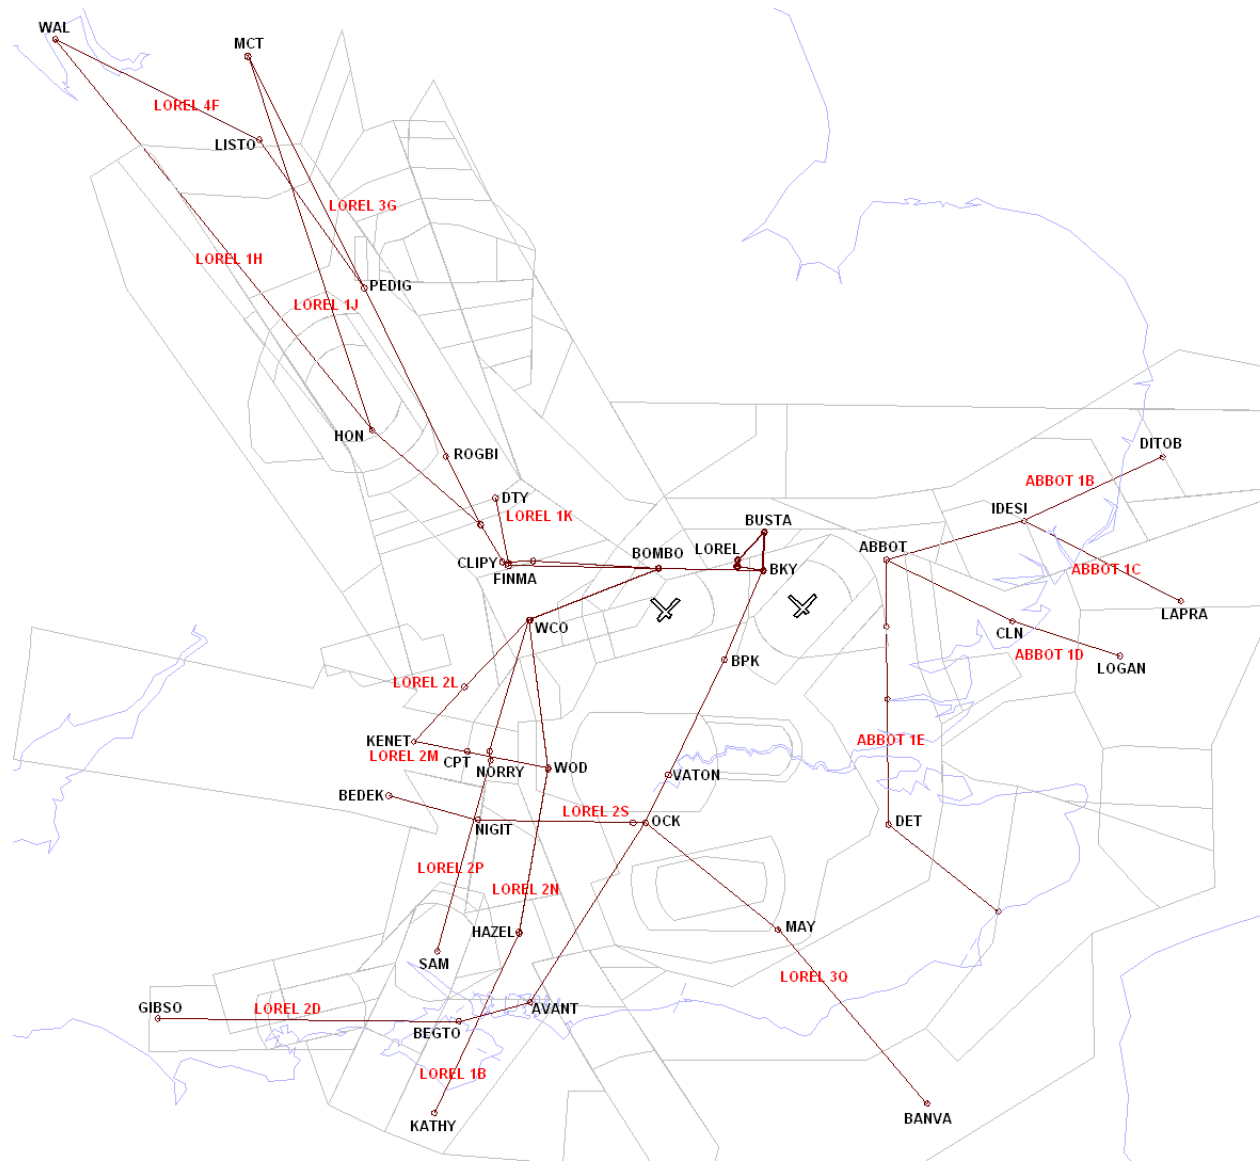 WAL
MCT
LOREL 4F
LISTO
LOREL 3G
LOREL 1H
PEDIG
LOREL 1J
HON
ROGBI
DITOB
ABBOT 1B
DTY
LOREL 1K
IDESI
BUSTA
LOREL
ABBOT
BOMBO
CLIPY
FINMA
BKY
ABBOT 1C
LAPRA
WCO
CLN
ABBOT 1D
BPK
LOGAN
LOREL 2L
KENET
LOREL 2M
CPT
NORRY
WOD
ABBOT 1E
VATON
BEDEK
LOREL 2S
OCK
NIGIT
DET
LOREL 2P
LOREL 2N
HAZEL
MAY
SAM
LOREL 3Q
GIBSO
LOREL 2D
AVANT
BEGTO
LOREL 1B
KATHY
BANVA